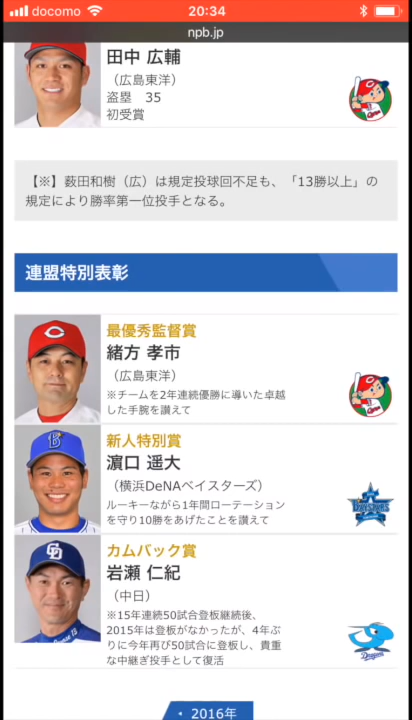 docomo 20:34
npb.jp
田中 広輔
（広島東洋）
盗塁 35
初受賞
【※】薮田和樹（広）は規定投球回不足も、「13勝以上」の
規定により勝率第一位投手となる。
連盟特別表彰
最優秀監督賞
緒方 孝市
（広島東洋）
※チームを2年連続優勝に導いた卓越
した手腕を讃えて
新人特別賞
濵口 遥大
（横浜DeNAベイスターズ）
ルーキーながら1年間ローテーション
を守り10勝をあげたことを讃えて
カムバック賞
岩瀬 仁紀
（中日）
※15年連続50試合登板継続後、
2015年は登板がなかったが、4年ぶ
りに今年再び50試合に登板し、貴重
な中継ぎ投手として復活
・ 2016年